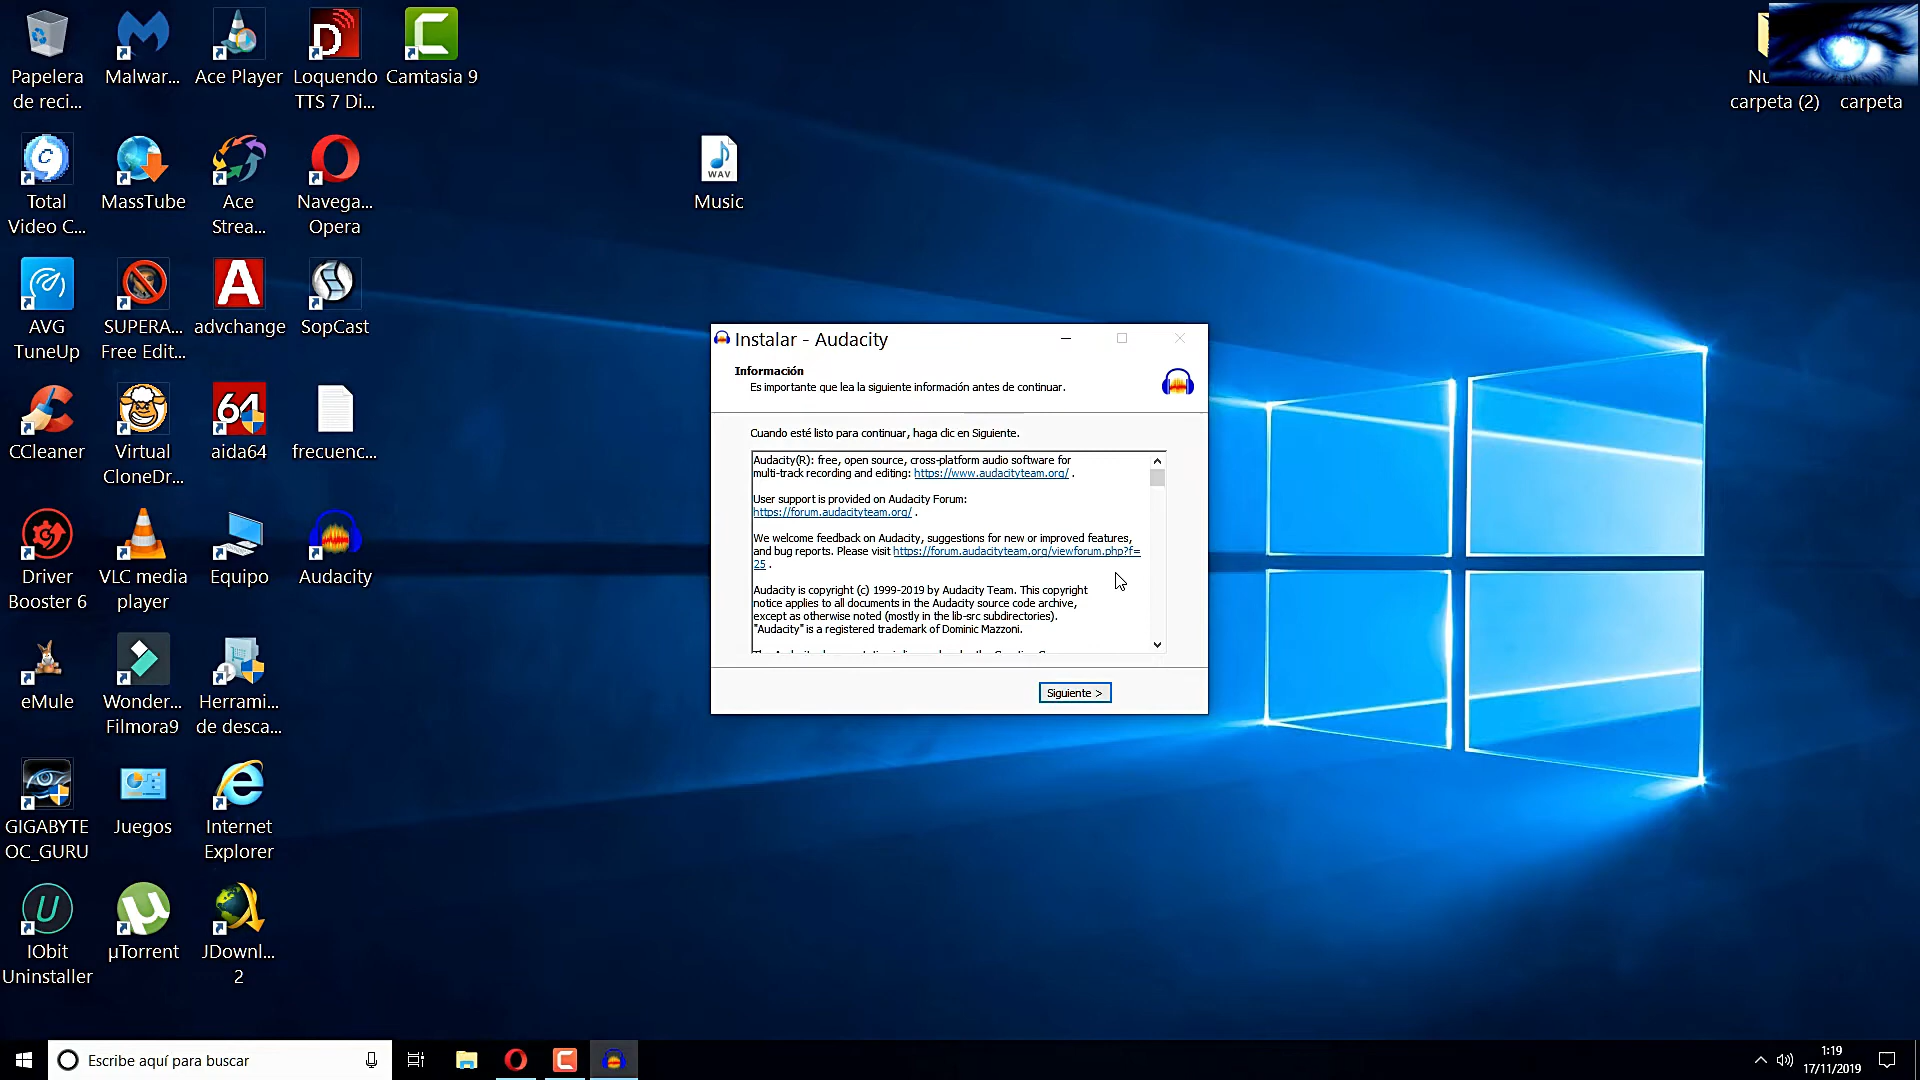 Papelera
de reci...
Malwar...
Ace Player
Loquendo
TTS 7 Di...
Camtasia 9
carpeta (2)
carpeta
Total
Video C...
MassTube
Ace
Strea...
Navega...
Opera
WAV
Music
AVG
TuneUp
SUPERA...
Free Edit...
advchange
SopCast
CCleaner
Virtual
CloneDr...
64
aida64
frecuenc...
Driver
Booster 6
VLC media
player
Equipo
Audacity
eMule
Wonder...
Filmora9
Herrami...
de desca...
GIGABYTE
OC_GURU
Juegos
Internet
Explorer
IObit
Uninstaller
µTorrent
JDownl...
2
Instalar - Audacity
Información
Es importante que lea la siguiente información antes de continuar.
Cuando esté listo para continuar, haga clic en Siguiente.
Audacity(R): free, open source, cross-platform audio software for
multi-track recording and editing: https://www.audacityteam.org/ .
User support is provided on Audacity Forum:
https://forum.audacityteam.org/ .
We welcome feedback on Audacity, suggestions for new or improved features,
and bug reports. Please visit https://forum.audacityteam.org/viewforum.php?f=
25 .
Audacity is copyright (c) 1999-2019 by Audacity Team. This copyright
notice applies to all documents in the Audacity source code archive,
except as otherwise noted (mostly in the lib-src subdirectories).
"Audacity" is a registered trademark of Dominic Mazzoni.
Siguiente >
Escribe aquí para buscar
1:19
17/11/2019